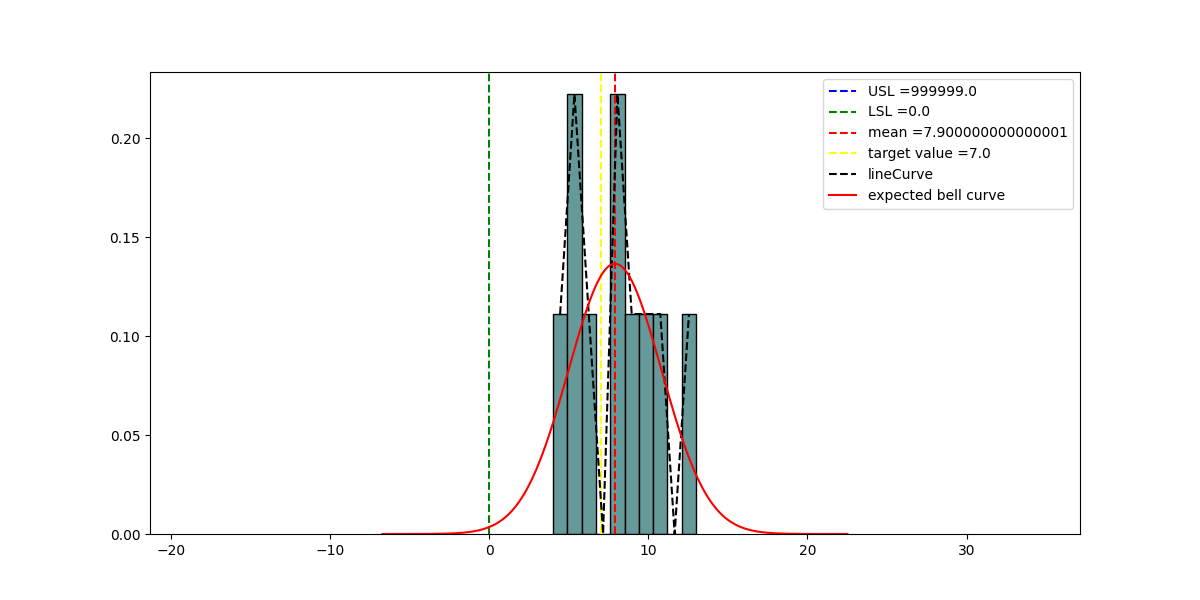 USL =999999.0
LSL =0.0
mean =7.900000000000001
target value =7.0
lineCurve
expected bell curve
0.20
0.15
0.10
0.05
0.00
−20 −10 0 10 20 30